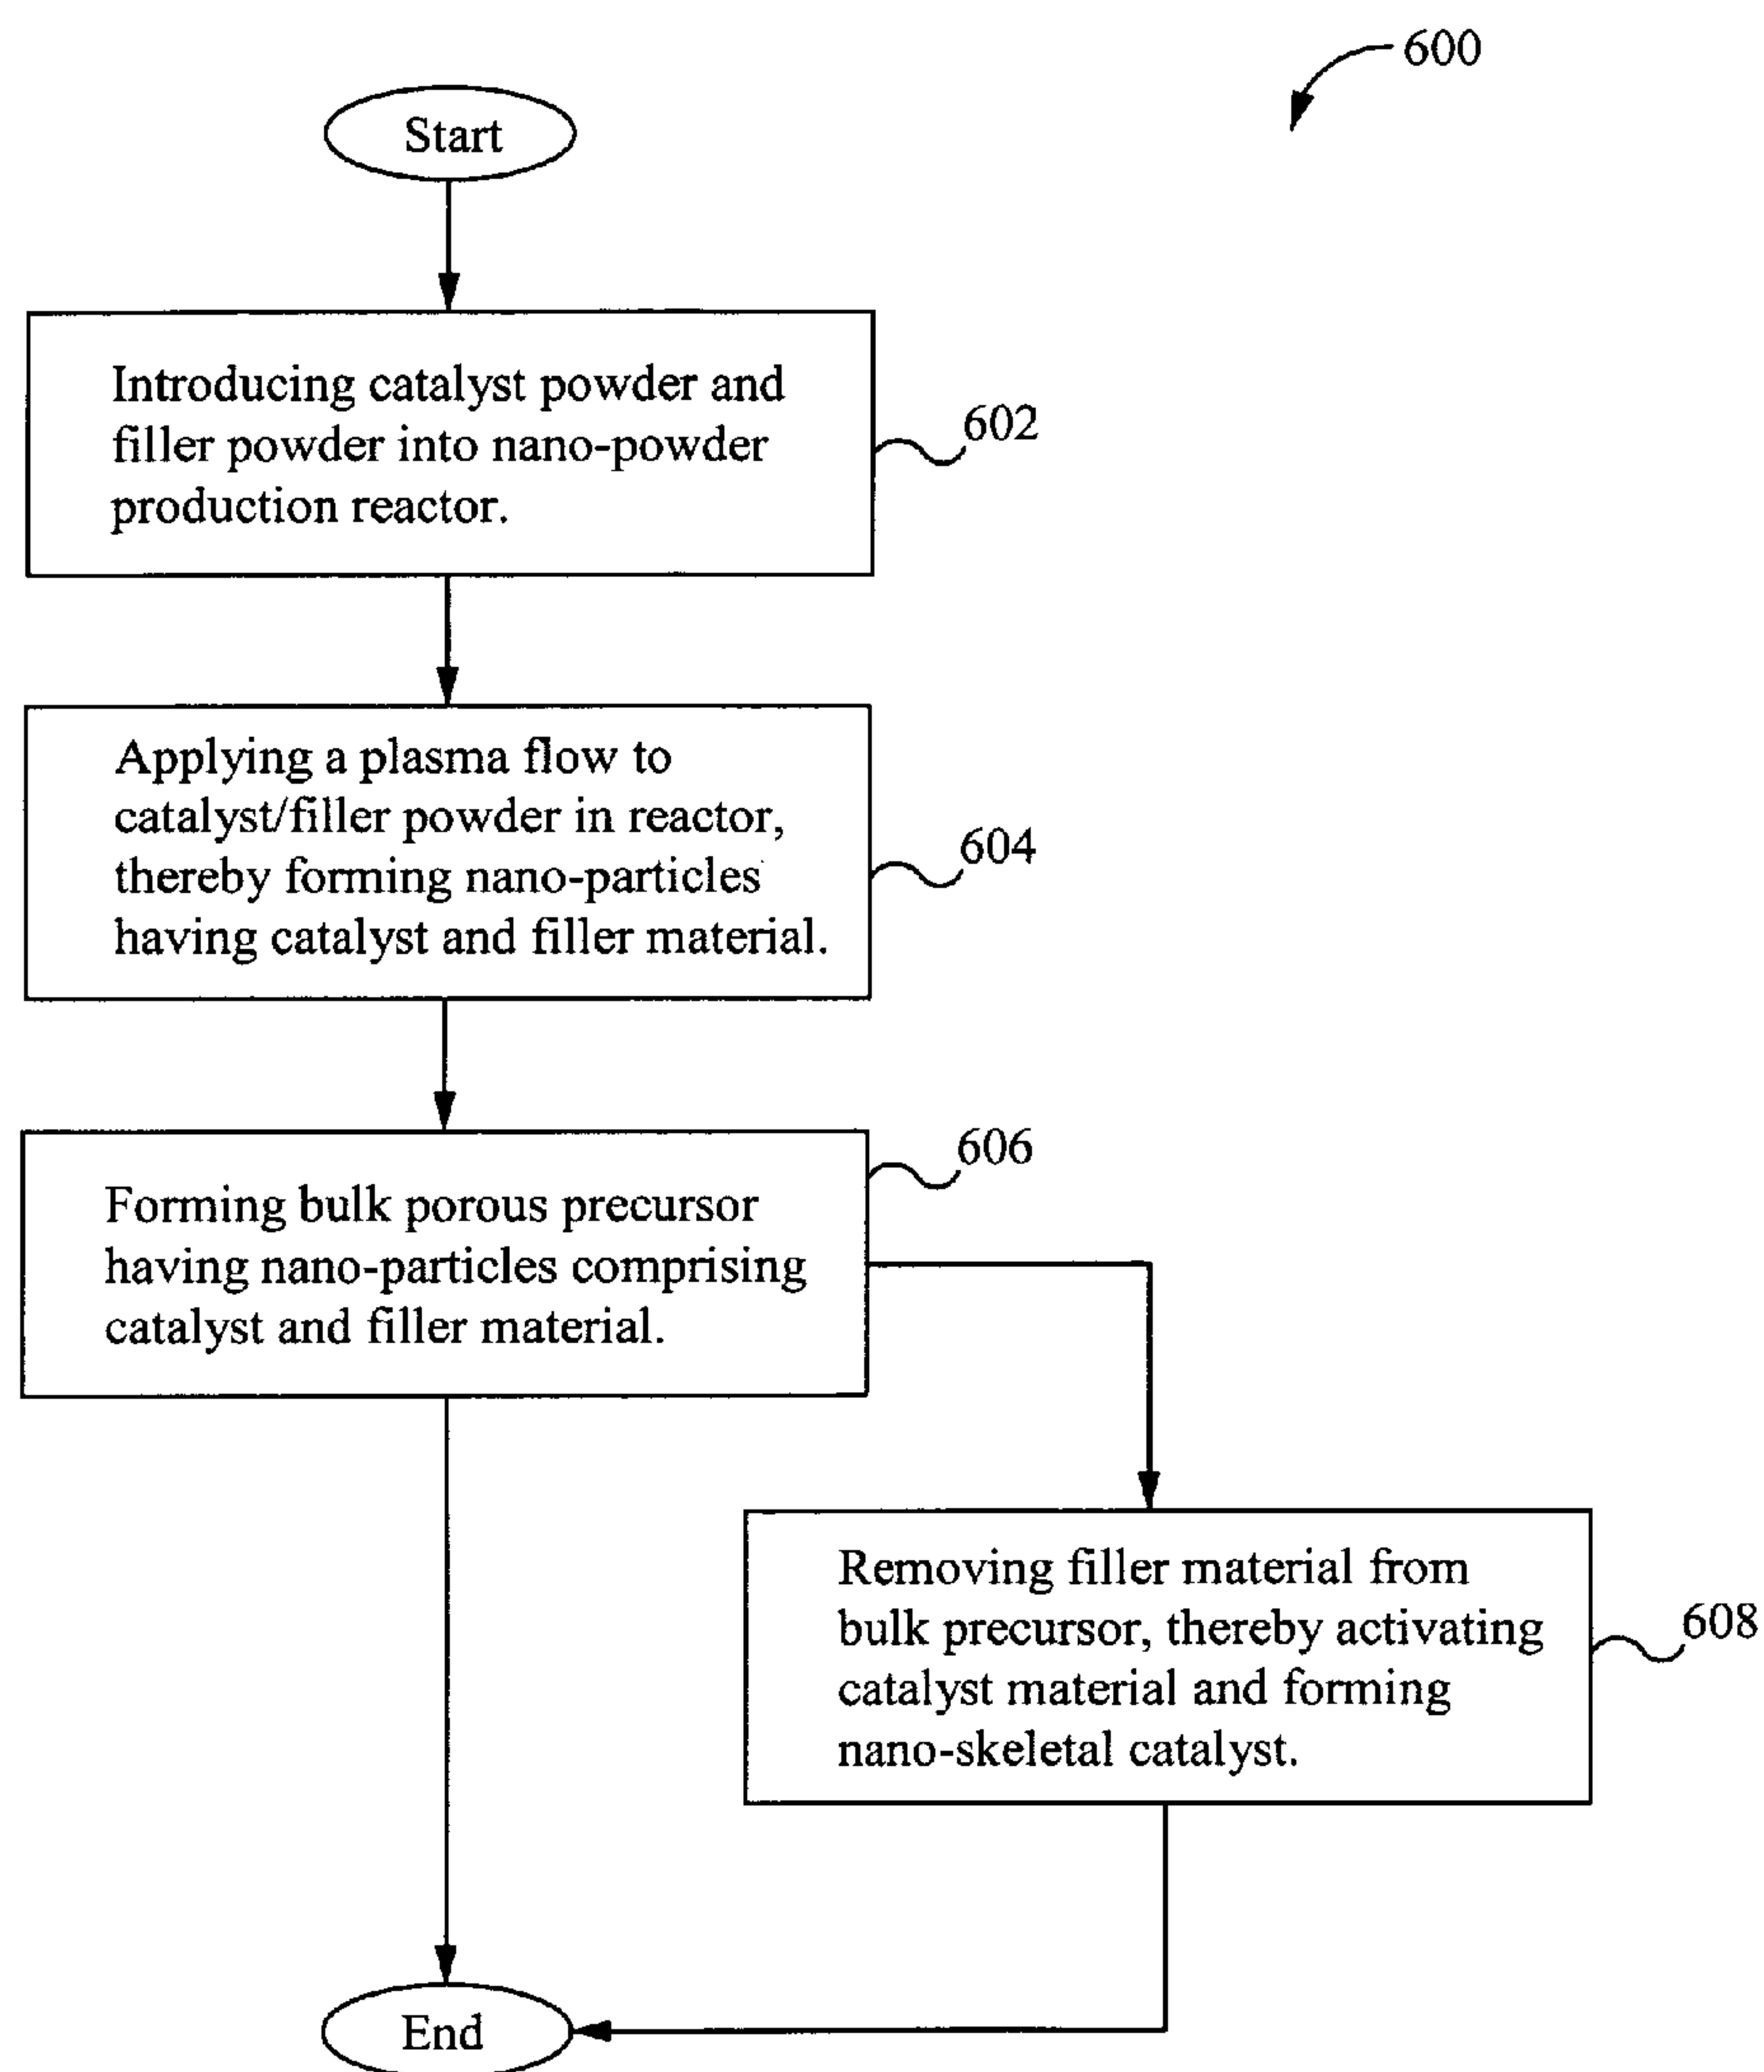 600
Start
Introducing catalyst powder and
filler powder into nano-powder
production reactor.
602
Applying a plasma flow to
catalyst/filler powder in reactor,
thereby forming nano-particles
having catalyst and filler material.
604
Forming bulk porous precursor
having nano-particles comprising
catalyst and filler material.
606
Removing filler material from
bulk precursor, thereby activating
catalyst material and forming
nano-skeletal catalyst.
608
End